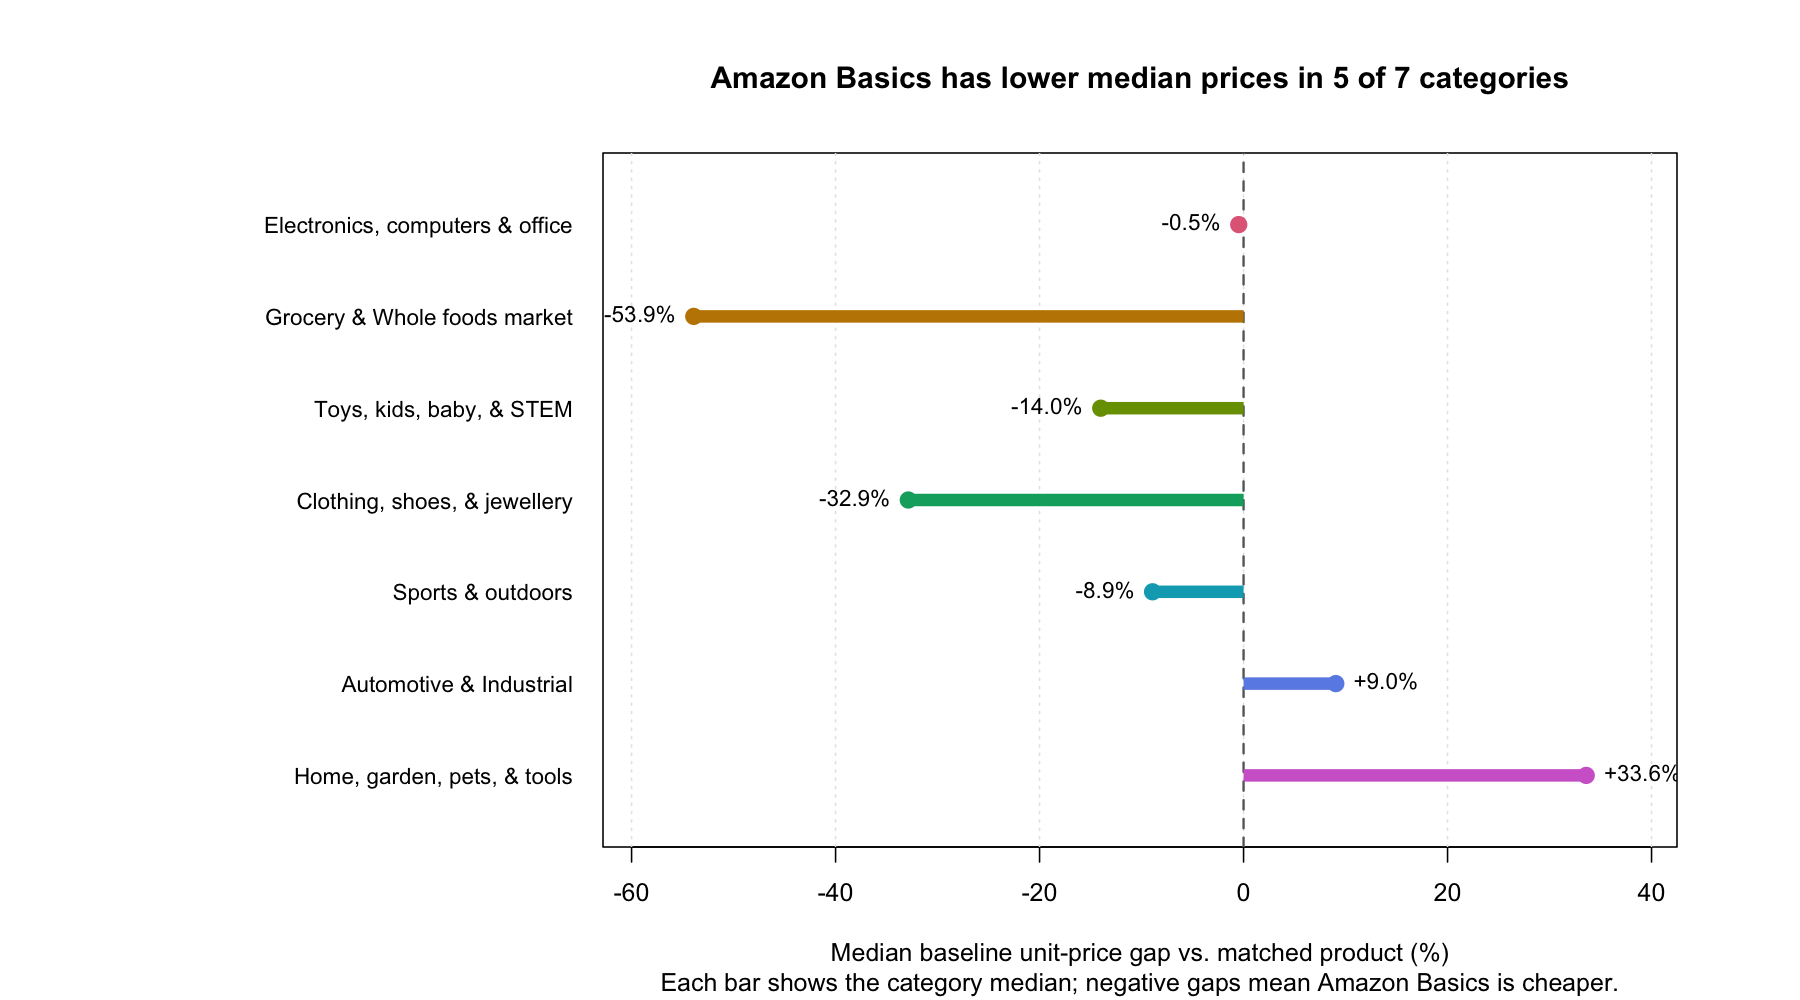 Amazon Basics has lower median prices in 5 of 7 categories
Electronics, computers & office
-0.5%
Grocery & Whole foods market
-53.9%
Toys, kids, baby, & STEM
-14.0%
Clothing, shoes, & jewellery
-32.9%
Sports & outdoors
-8.9%
Automotive & Industrial
+9.0%
Home, garden, pets, & tools
+33.6%
-60 -40 -20 0 20 40
Median baseline unit-price gap vs. matched product (%)
Each bar shows the category median; negative gaps mean Amazon Basics is cheaper.